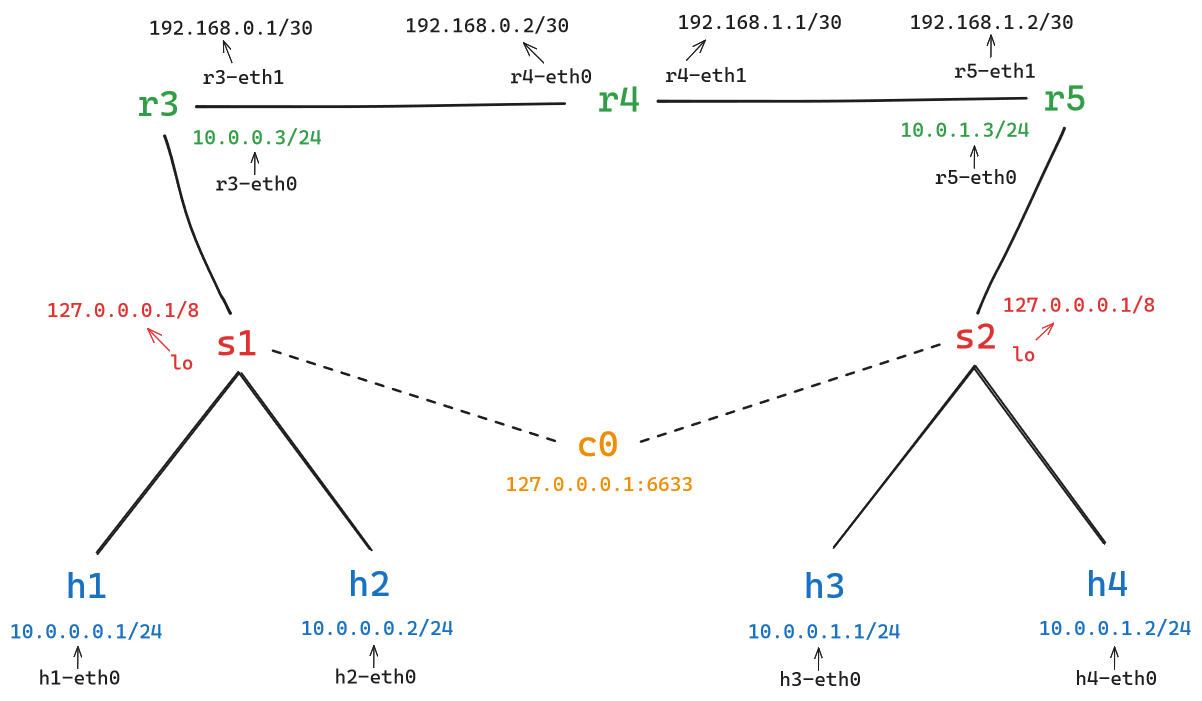 192.168.0.1/30
192.168.0.2/30
192.168.1.1/30
192.168.1.2/30
r3-eth1
r4-eth0
r4-eth1
r5-eth1
r3
r4
r5
10.0.0.3/24
10.0.1.3/24
r3-eth0
r5-eth0
127.0.0.0.1/8
127.0.0.0.1/8
s1
s2
lo
lo
c0
127.0.0.0.1:6633
h1
h2
h3
h4
10.0.0.0.1/24
10.0.0.0.2/24
10.0.0.1.1/24
10.0.0.1.2/24
h1-eth0
h2-eth0
h3-eth0
h4-eth0